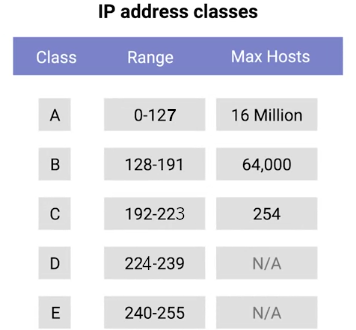 IP address classes
Class Range Max Hosts
A 0-127 16 Million
B 128-191 64,000
C 192-223 254
D 224-239 N/A
E 240-255 N/A